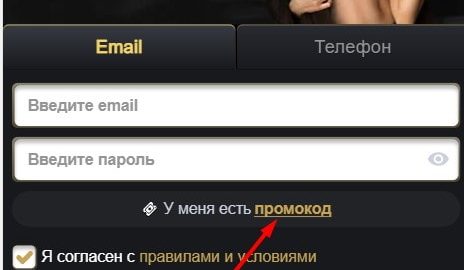 Email
Телефон
Введите email
Введите пароль
У меня есть промокод
Я согласен с правилами и условиями